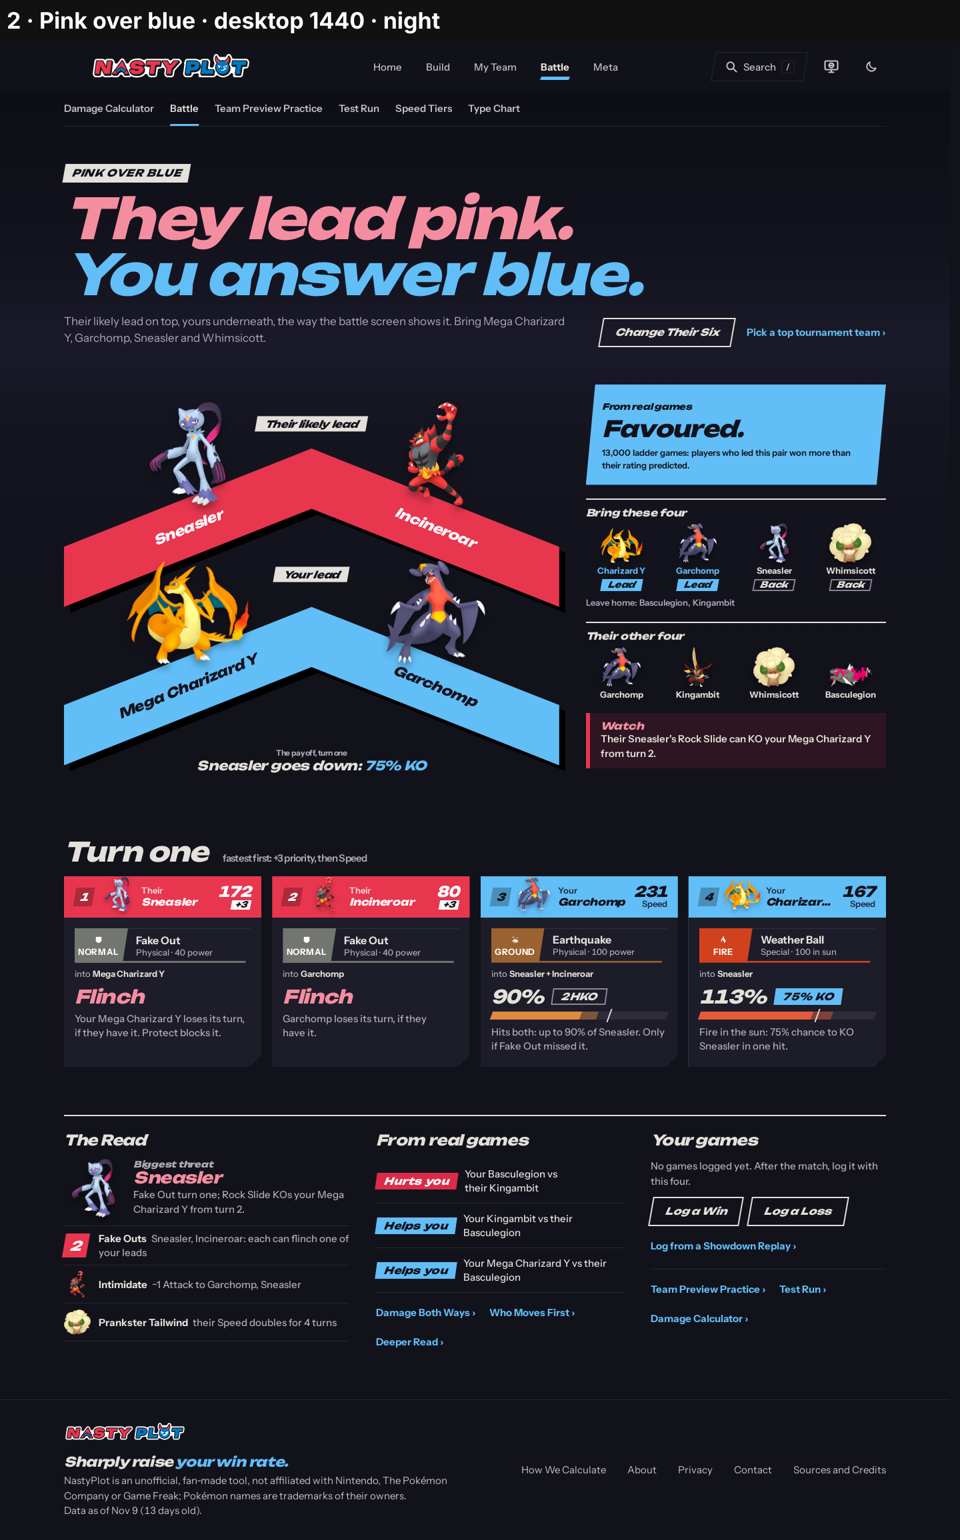 2 · Pink over blue · desktop 1440 · night
NASTY PLOT
Home
Build
My Team
Battle
Meta
Search /
Damage Calculator
Battle
Team Preview Practice
Test Run
Speed Tiers
Type Chart
PINK OVER BLUE
They lead pink.
You answer blue.
Their likely lead on top, yours underneath, the way the battle screen shows it. Bring Mega Charizard
Y, Garchomp, Sneasler and Whimsicott.
Change Their Six
Pick a top tournament team ›
Their likely lead
Sneasler
Incineroar
Your lead
Mega Charizard Y
Garchomp
The payoff, turn one
Sneasler goes down: 75% KO
From real games
Favoured.
13,000 ladder games: players who led this pair won more than
their rating predicted.
Bring these four
Charizard Y
Garchomp
Sneasler
Whimsicott
Lead
Lead
Back
Back
Leave home: Basculegion, Kingambit
Their other four
Garchomp
Kingambit
Whimsicott
Basculegion
Watch
Their Sneasler's Rock Slide can KO your Mega Charizard Y
from turn 2.
Turn one
fastest first: +3 priority, then Speed
1
Their
Sneasler
172
+3
NORMAL
Fake Out
Physical · 40 power
into Mega Charizard Y
Flinch
Your Mega Charizard Y loses its turn,
if they have it. Protect blocks it.
2
Their
Incineroar
80
+3
NORMAL
Fake Out
Physical · 40 power
into Garchomp
Flinch
Garchomp loses its turn, if they
have it.
3
Your
Garchomp
231
Speed
GROUND
Earthquake
Physical · 100 power
into Sneasler + Incineroar
90% 2HKO
Hits both: up to 90% of Sneasler. Only
if Fake Out missed it.
4
Your
Charizar...
167
Speed
FIRE
Weather Ball
Special · 100 in sun
into Sneasler
113% 75% KO
Fire in the sun: 75% chance to KO
Sneasler in one hit.
The Read
Biggest threat
Sneasler
Fake Out turn one; Rock Slide KOs your Mega
Charizard Y from turn 2.
2
Fake Outs Sneasler, Incineroar: each can flinch one of
your leads
Intimidate −1 Attack to Garchomp, Sneasler
Prankster Tailwind their Speed doubles for 4 turns
From real games
Hurts you
Your Basculegion vs
their Kingambit
Helps you
Your Kingambit vs their
Basculegion
Helps you
Your Mega Charizard Y vs their
Basculegion
Damage Both Ways ›
Who Moves First ›
Deeper Read ›
Your games
No games logged yet. After the match, log it with
this four.
Log a Win
Log a Loss
Log from a Showdown Replay ›
Team Preview Practice ›
Test Run ›
Damage Calculator ›
NASTY PLOT
Sharply raise your win rate.
NastyPlot is an unofficial, fan-made tool, not affiliated with Nintendo, The Pokémon
Company or Game Freak; Pokémon names are trademarks of their owners.
Data as of Nov 9 (13 days old).
How We Calculate
About
Privacy
Contact
Sources and Credits